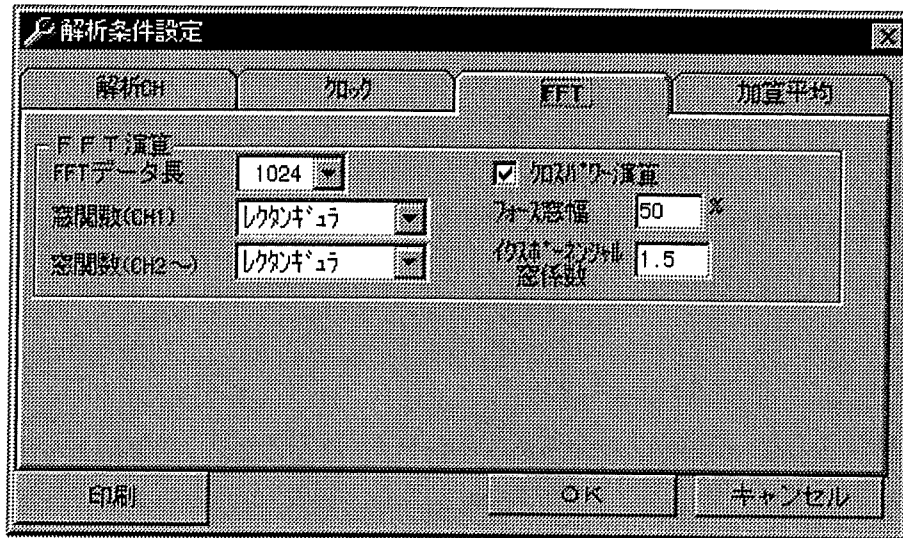 解析条件設定
解析CH
クロック
FFT
加算平均
FFT演算
FFTデータ長
1024
クロスパワー演算
窓関数(CH1)
レクタンギュラ
フォース窓幅
50
%
窓関数(CH2～)
レクタンギュラ
イクスポーネンシャル
窓係数
1.5
印刷
OK
キャンセル